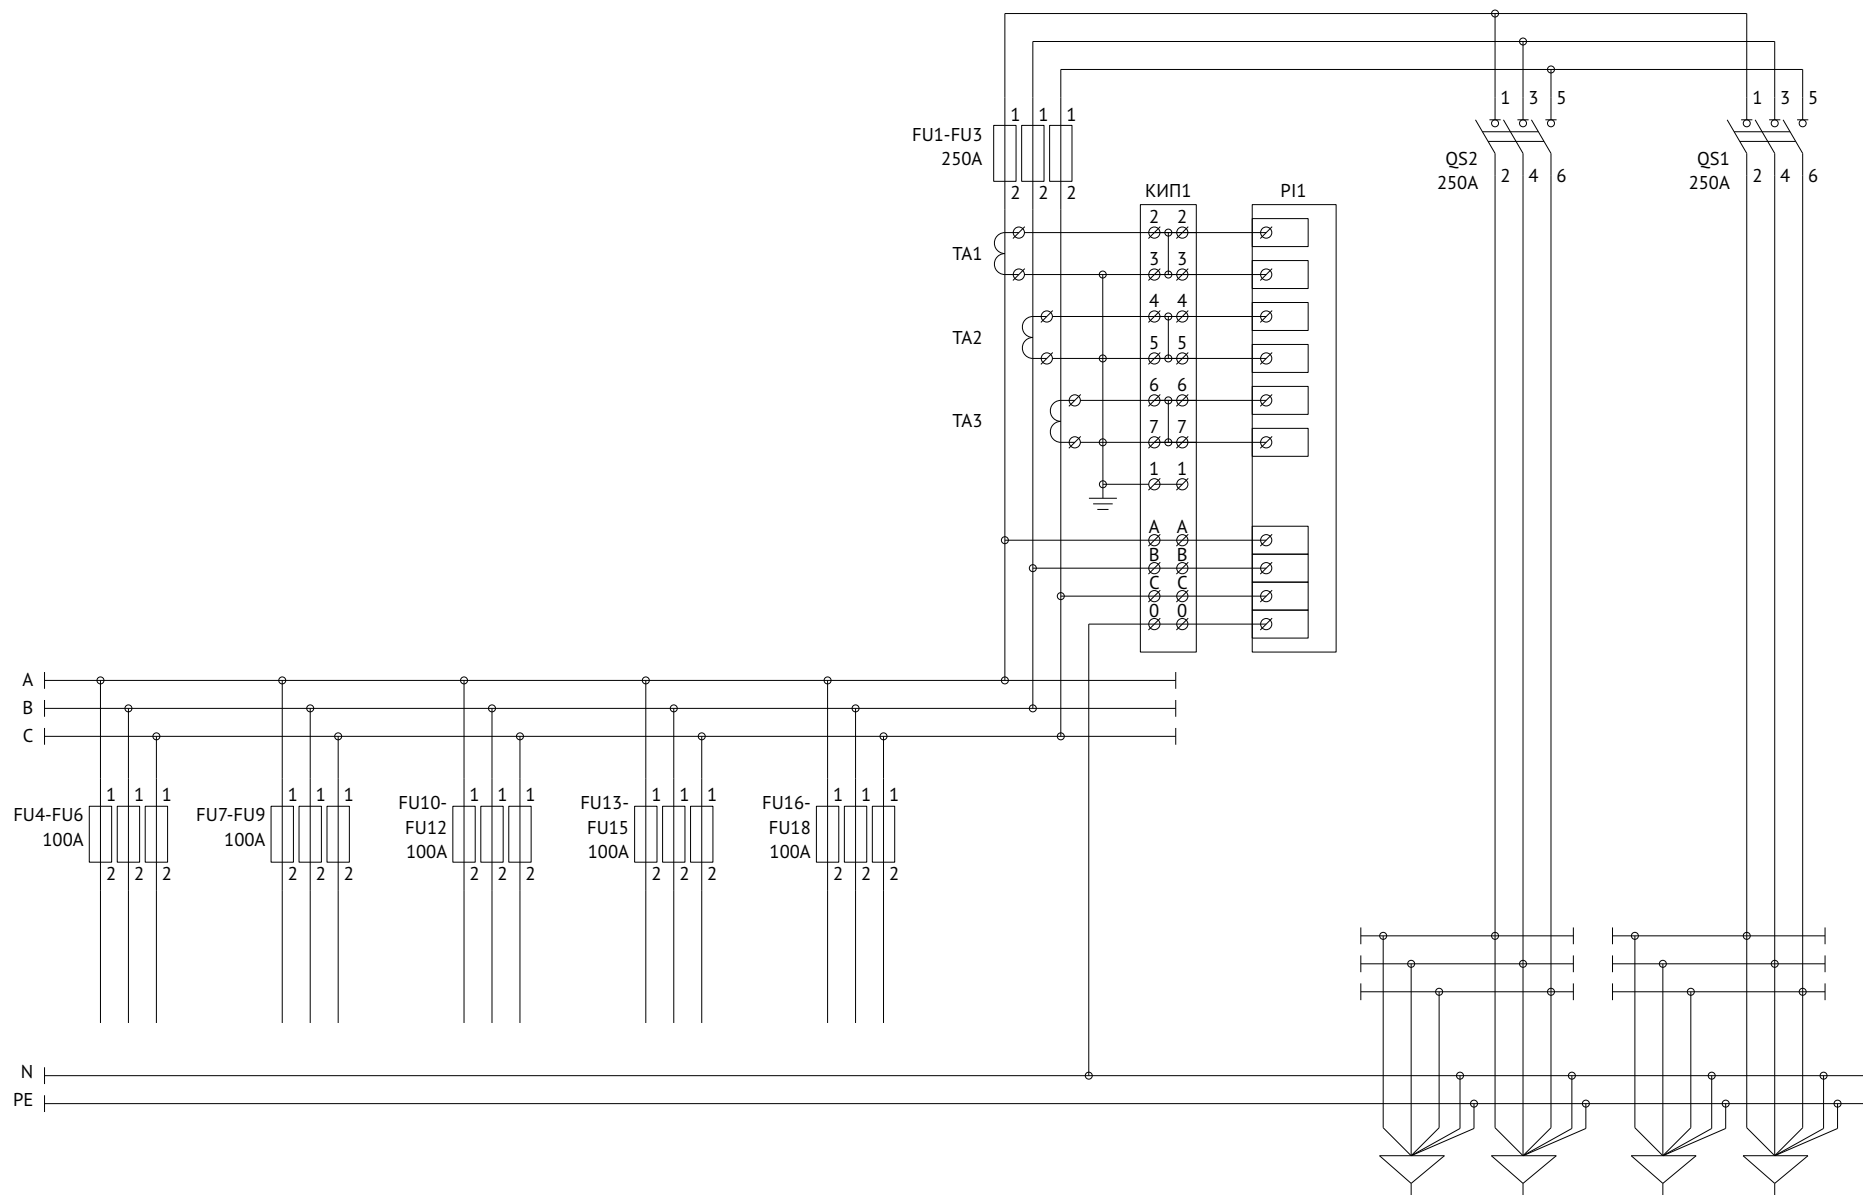 1 3 5 1 3 5
1 1 1
FU1-FU3
250A
QS2
250A
2 4 6
QS1
250A
2 4 6
2 2 2
КИП1
PI1
2 2
TA1
3 3
4 4
TA2
5 5
6 6
TA3
7 7
1 1
A A
B B
C C
0 0
A
B
C
FU4-FU6
100A
1 1 1
2 2 2
FU7-FU9
100A
1 1 1
2 2 2
FU10-
FU12
100A
1 1 1
2 2 2
FU13-
FU15
100A
1 1 1
2 2 2
FU16-
FU18
100A
1 1 1
2 2 2
N
PE